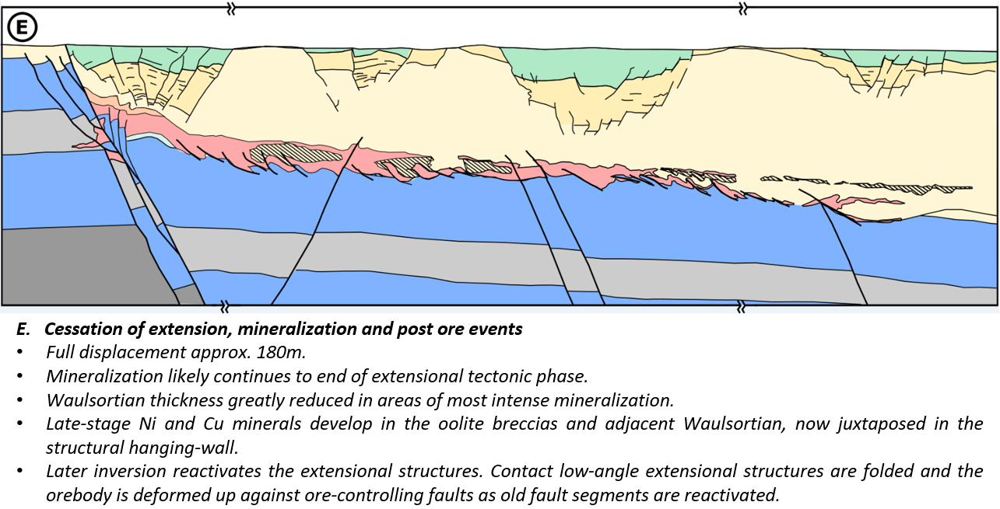 E
E. Cessation of extension, mineralization and post ore events
• Full displacement approx. 180m.
• Mineralization likely continues to end of extensional tectonic phase.
• Waulsortian thickness greatly reduced in areas of most intense mineralization.
• Late-stage Ni and Cu minerals develop in the oolite breccias and adjacent Waulsortian, now juxtaposed in the
structural hanging-wall.
• Later inversion reactivates the extensional structures. Contact low-angle extensional structures are folded and the
orebody is deformed up against ore-controlling faults as old fault segments are reactivated.